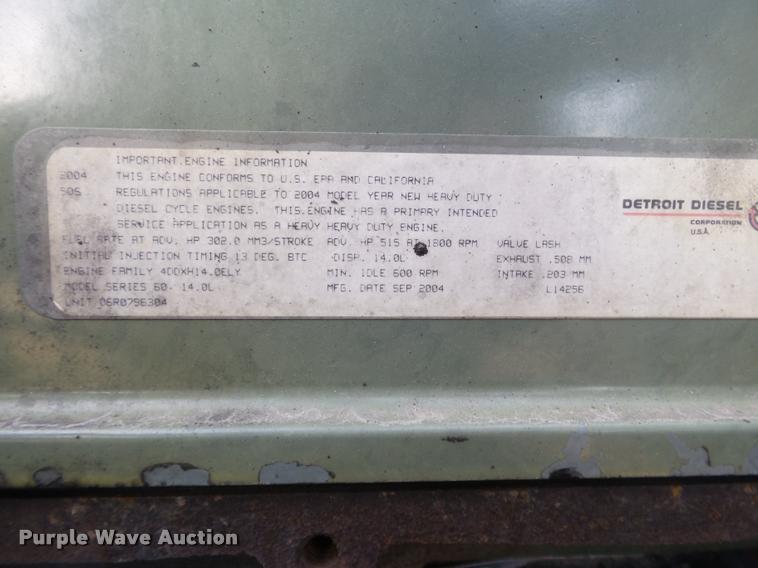 IMPORTANT ENGINE INFORMATION
2004 THIS ENGINE CONFORMS TO U.S. EPA AND CALIFORNIA
50S REGULATIONS APPLICABLE TO 2004 MODEL YEAR NEW HEAVY DUTY
DIESEL CYCLE ENGINES. THIS ENGINE HAS A PRIMARY INTENDED
SERVICE APPLICATION AS A HEAVY HEAVY DUTY ENGINE.
FUEL RATE AT ADV. HP 302.0 MM3/STROKE ADV. HP 515 AT 1800 RPM VALVE LASH
INITIAL INJECTION TIMING 13 DEG. BTC DISP. 14.0L EXHAUST .508 MM
ENGINE FAMILY 4DDXH14.0ELY MIN. IDLE 600 RPM INTAKE .203 MM
MODEL SERIES 60- 14.0L MFG. DATE SEP 2004 L14256
UNIT 06R0796304
DETROIT DIESEL
CORPORATION
U.S.A.
Purple Wave Auction